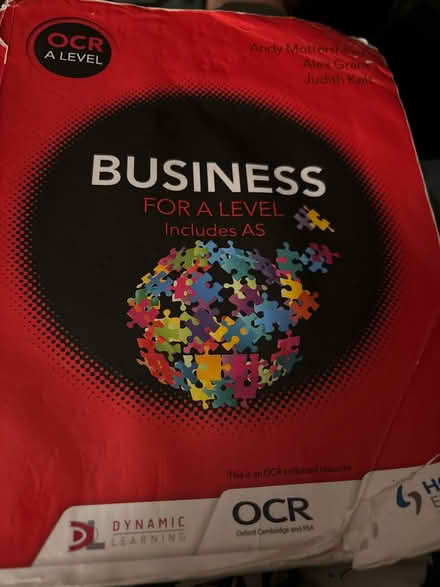 OCR
A LEVEL
Andy Mottershead
Alex Grant
Judith Kelt
BUSINESS
FOR A LEVEL
Includes AS
This is an OCR endorsed resource
DL DYNAMIC
LEARNING
OCR
Oxford Cambridge and RSA